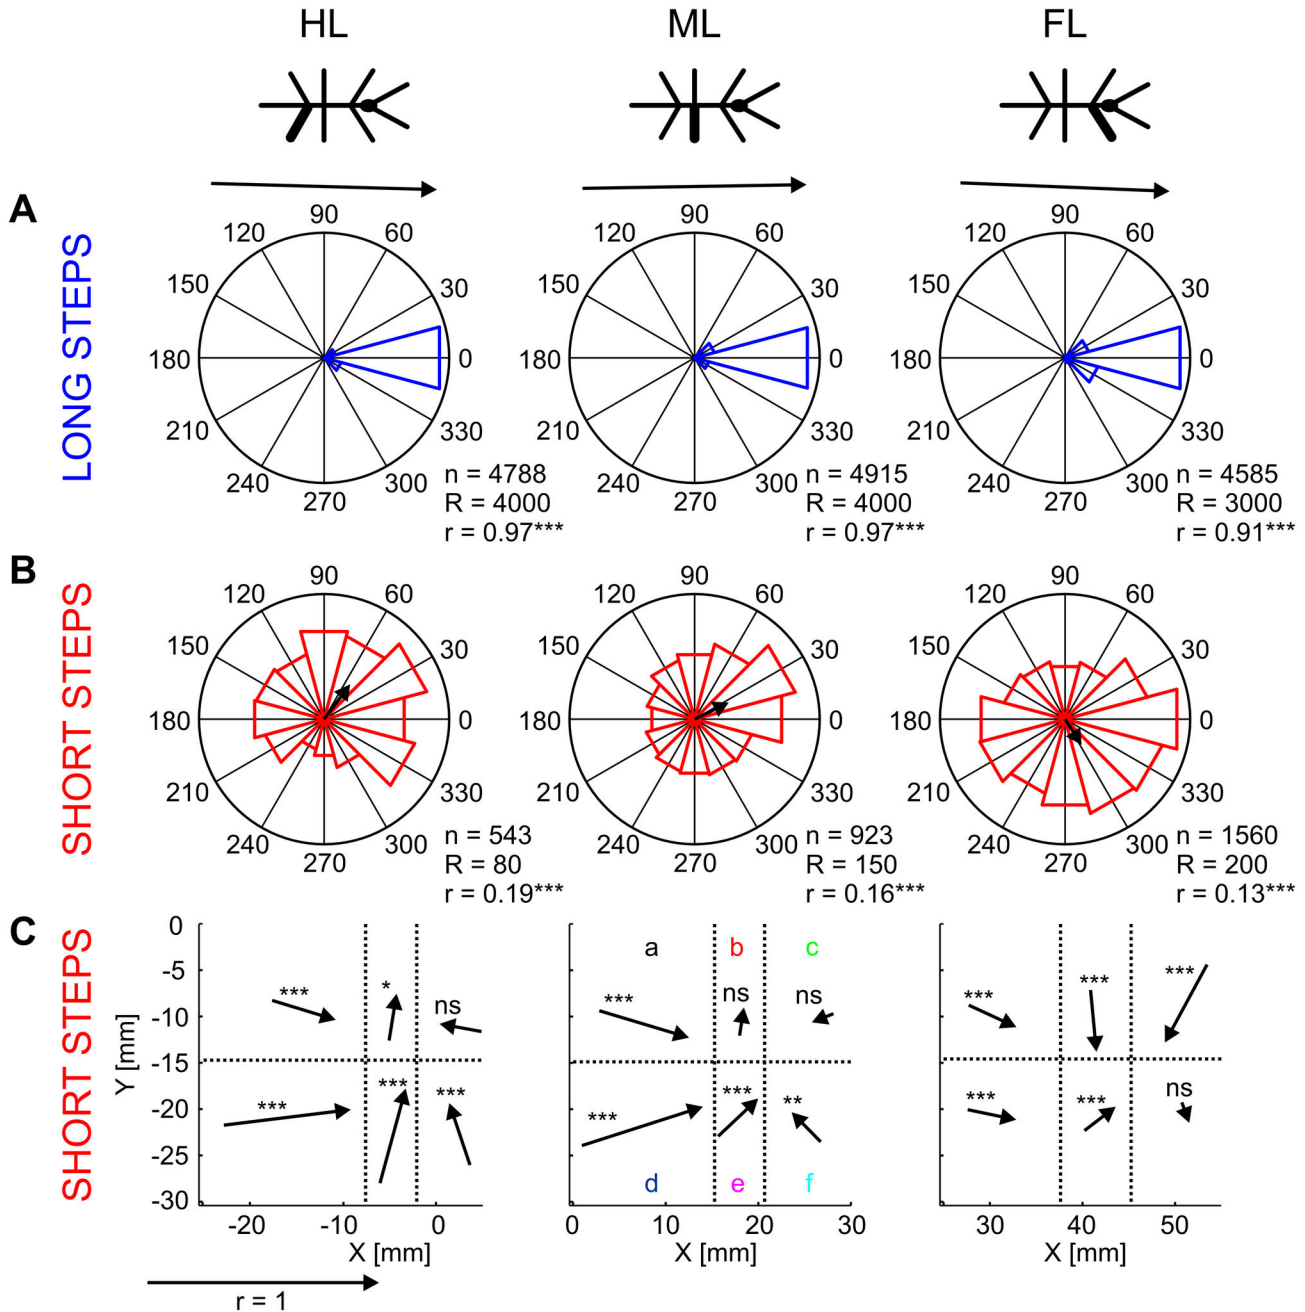 HL ML FL
A
LONG STEPS
90 90 90
120 60 120 60 120 60
150 30 150 30 150 30
180 0 180 0 180 0
210 330 210 330 210 330
240 300 240 300 240 300
270 270 270
n = 4788 n = 4915 n = 4585
R = 4000 R = 4000 R = 3000
r = 0.97*** r = 0.97*** r = 0.91***
B
SHORT STEPS
90 90 90
120 60 120 60 120 60
150 30 150 30 150 30
180 0 180 0 180 0
210 330 210 330 210 330
240 300 240 300 240 300
270 270 270
n = 543 n = 923 n = 1560
R = 80 R = 150 R = 200
r = 0.19*** r = 0.16*** r = 0.13***
C
SHORT STEPS
Y [mm]
0
-5
-10
-15
-20
-25
-30
a b c
*** * ns *** ns ns *** *** ***
*** *** *** *** *** ** *** *** ns
d e f
-20 -10 0 0 10 20 30 30 40 50
X [mm] X [mm] X [mm]
r = 1